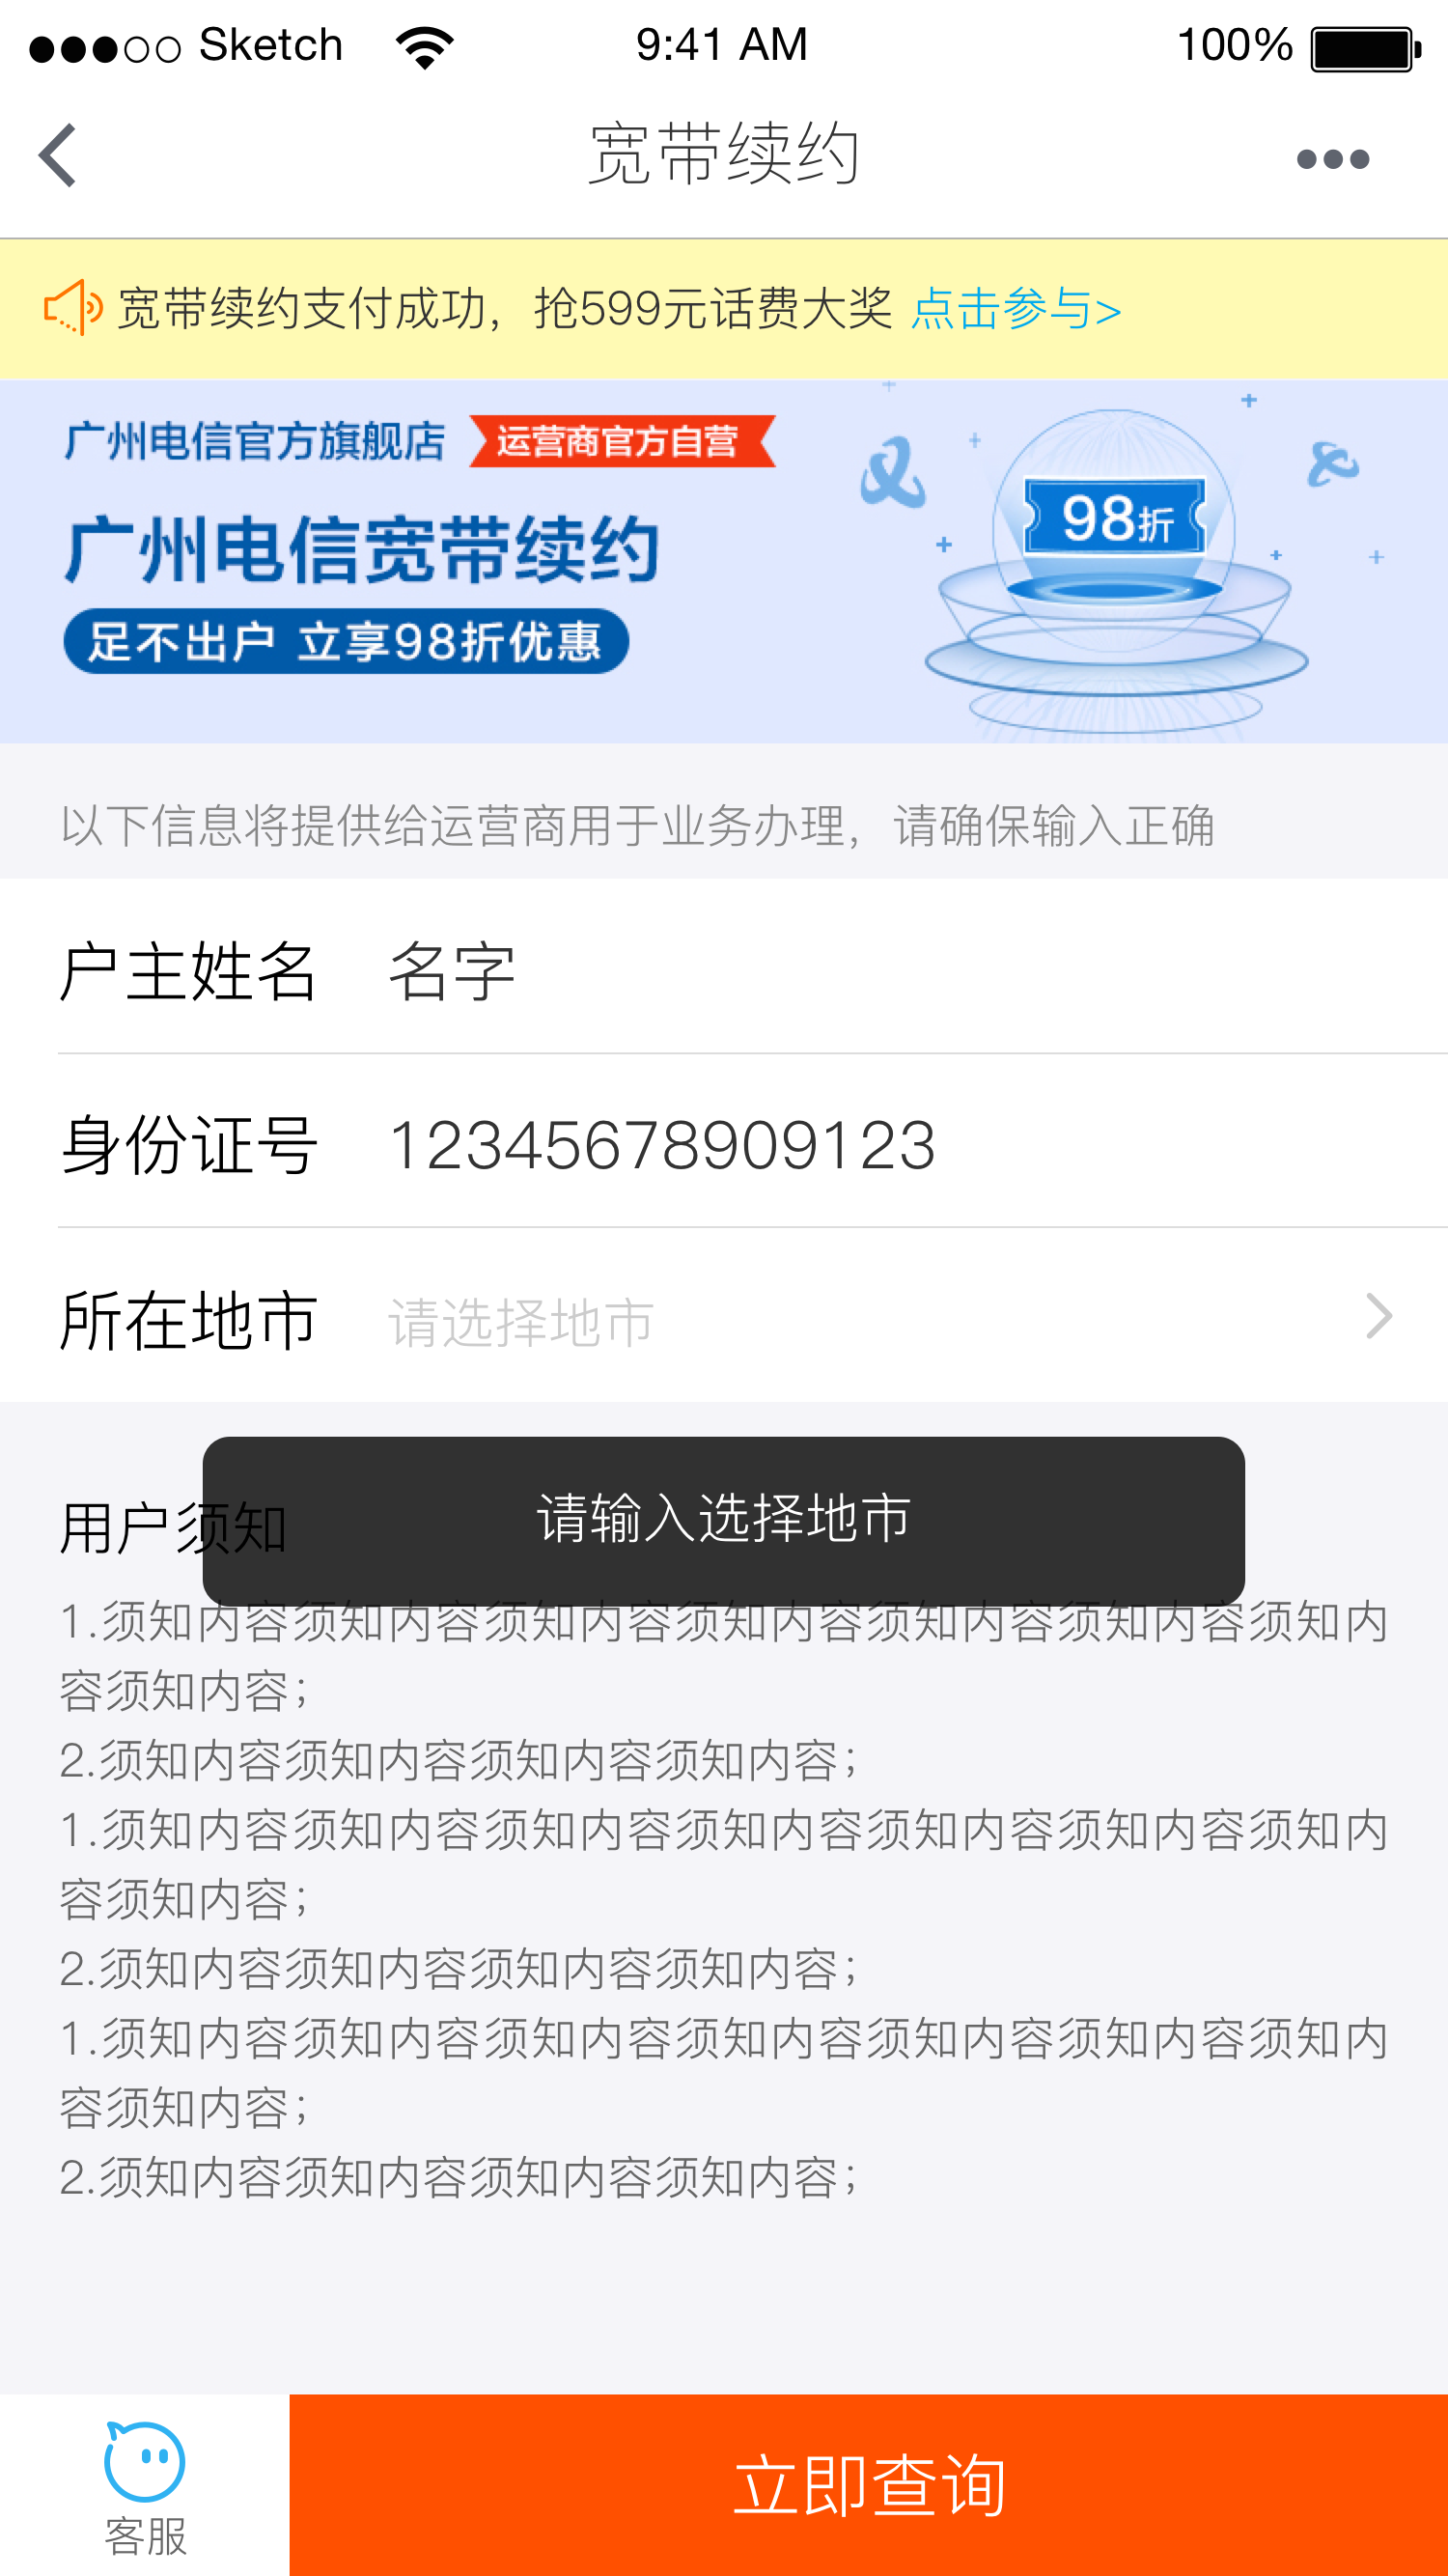 Sketch 9:41 AM 100%
宽带续约
宽带续约支付成功，抢599元话费大奖 点击参与>
广州电信官方旗舰店 运营商官方自营
广州电信宽带续约
98折
足不出户 立享98折优惠
以下信息将提供给运营商用于业务办理，请确保输入正确
户主姓名 名字
身份证号 12345678909123
所在地市 请选择地市
请输入选择地市
用户须知
1.须知内容须知内容须知内容须知内容须知内容须知内容须知内
容须知内容；
2.须知内容须知内容须知内容须知内容；
1.须知内容须知内容须知内容须知内容须知内容须知内容须知内
容须知内容；
2.须知内容须知内容须知内容须知内容；
1.须知内容须知内容须知内容须知内容须知内容须知内容须知内
容须知内容；
2.须知内容须知内容须知内容须知内容；
客服
立即查询